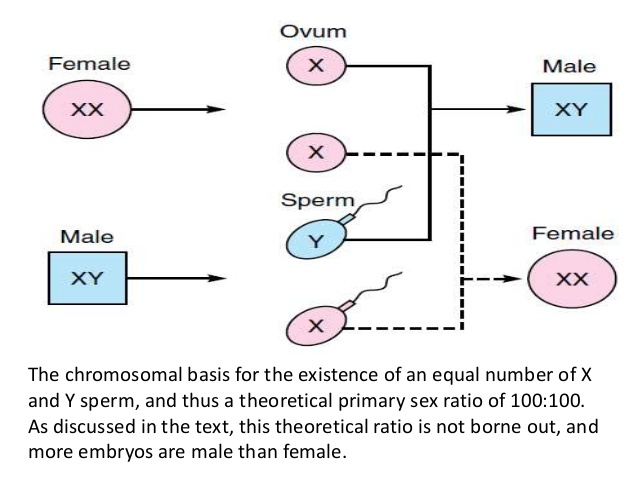 Ovum
Female
X
Male
XX
XY
X
Sperm
Male
Y
Female
XY
XX
X
The chromosomal basis for the existence of an equal number of X
and Y sperm, and thus a theoretical primary sex ratio of 100:100.
As discussed in the text, this theoretical ratio is not borne out, and
more embryos are male than female.